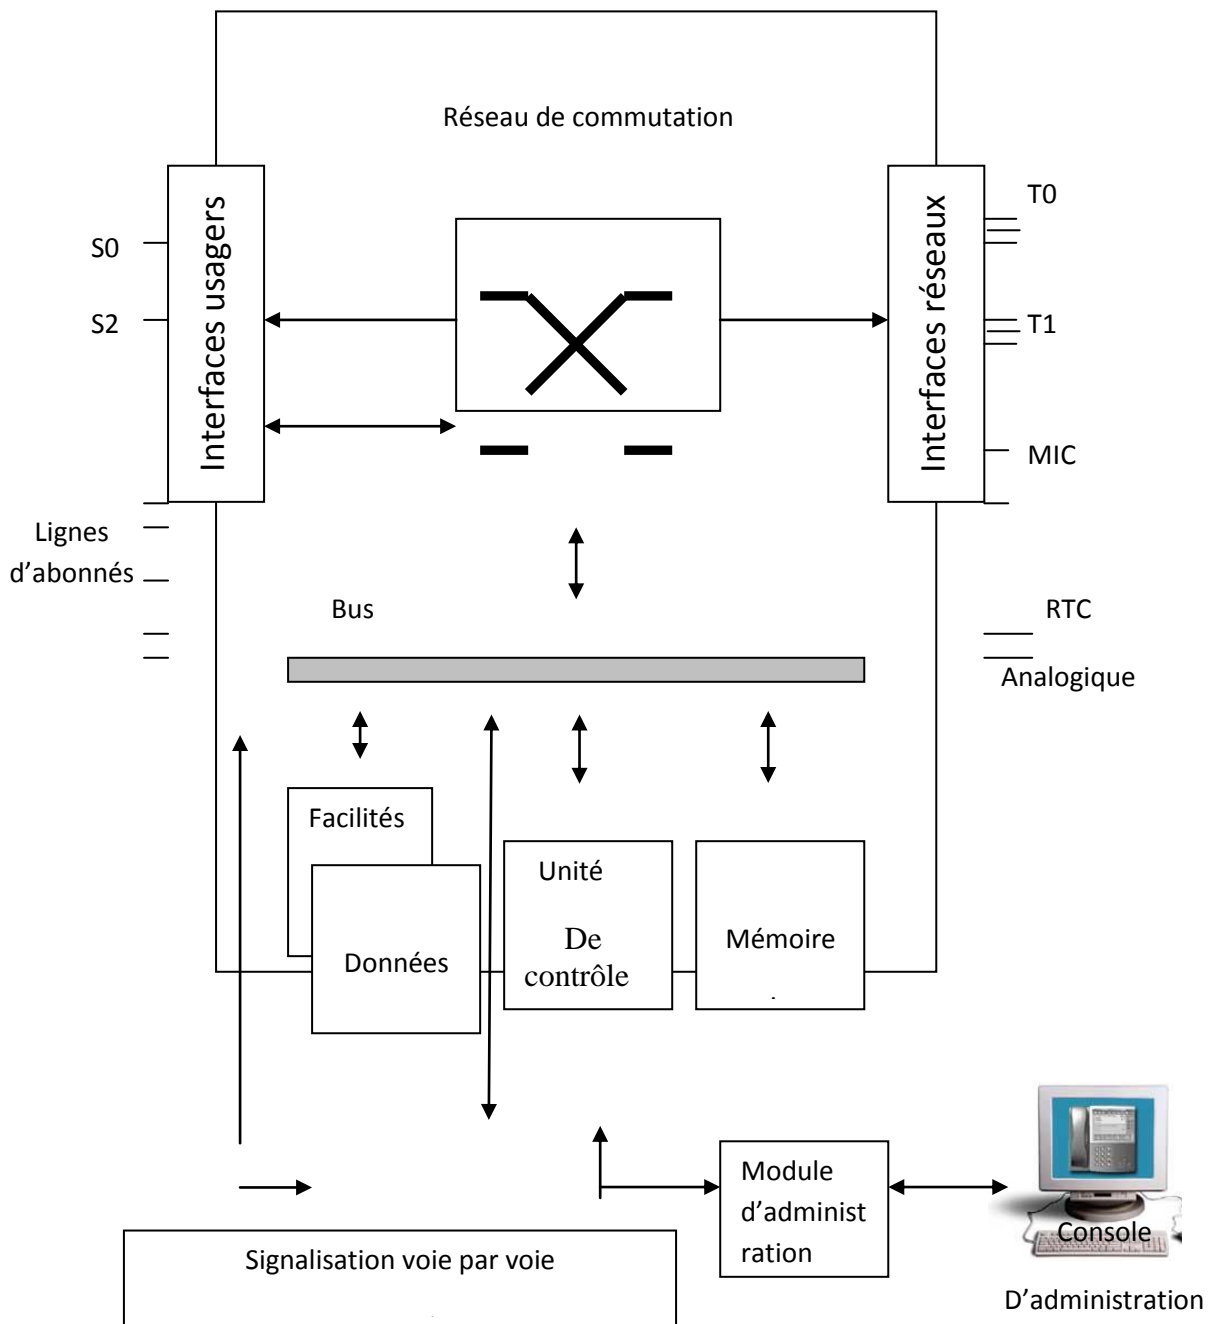 Réseau de commutation
Interfaces usagers
Interfaces réseaux
T0
S0
S2
T1
MIC
Lignes
d’abonnés
Bus
RTC
Analogique
Facilités
Données
Unité
De
contrôle
Mémoire
Module
d’administ
ration
Console
D’administration
Signalisation voie par voie